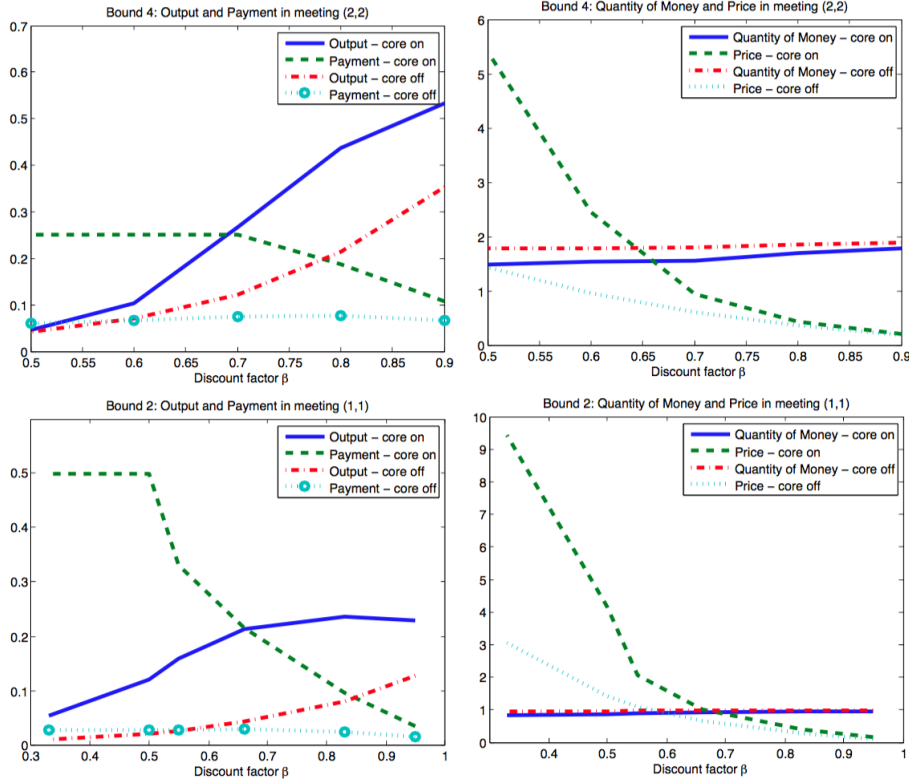 Bound 4: Output and Payment in meeting (2,2)
0.7
0.6
0.5
0.4
0.3
0.2
0.1
0
Output – core on
Payment – core on
Output – core off
Payment – core off
0.5 0.55 0.6 0.65 0.7 0.75 0.8 0.85 0.9
Discount factor β
Bound 4: Quantity of Money and Price in meeting (2,2)
6
5
4
3
2
1
0
Quantity of Money – core on
Price – core on
Quantity of Money – core off
Price – core off
0.5 0.55 0.6 0.65 0.7 0.75 0.8 0.85 0.9
Discount factor β
Bound 2: Output and Payment in meeting (1,1)
0.5
0.4
0.3
0.2
0.1
0
Output – core on
Payment – core on
Output – core off
Payment – core off
0.3 0.4 0.5 0.6 0.7 0.8 0.9 1
Discount factor β
Bound 2: Quantity of Money and Price in meeting (1,1)
10
9
8
7
6
5
4
3
2
1
0
Quantity of Money – core on
Price – core on
Quantity of Money – core off
Price – core off
0.4 0.5 0.6 0.7 0.8 0.9 1
Discount factor β